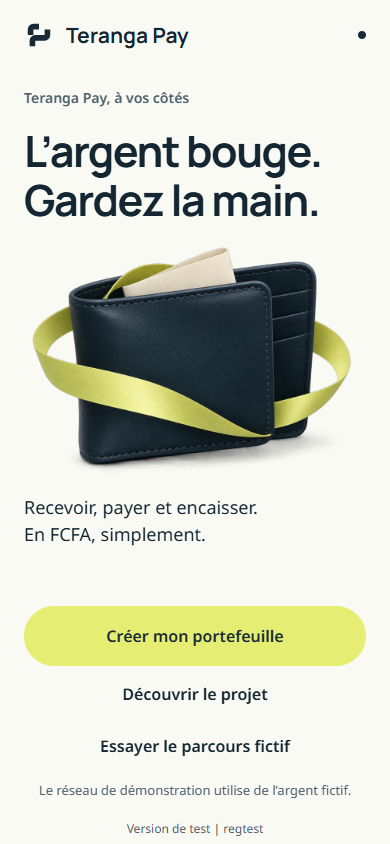 Teranga Pay
Teranga Pay, à vos côtés
L’argent bouge.
Gardez la main.
Recevoir, payer et encaisser.
En FCFA, simplement.
Créer mon portefeuille
Découvrir le projet
Essayer le parcours fictif
Le réseau de démonstration utilise de l’argent fictif.
Version de test | regtest